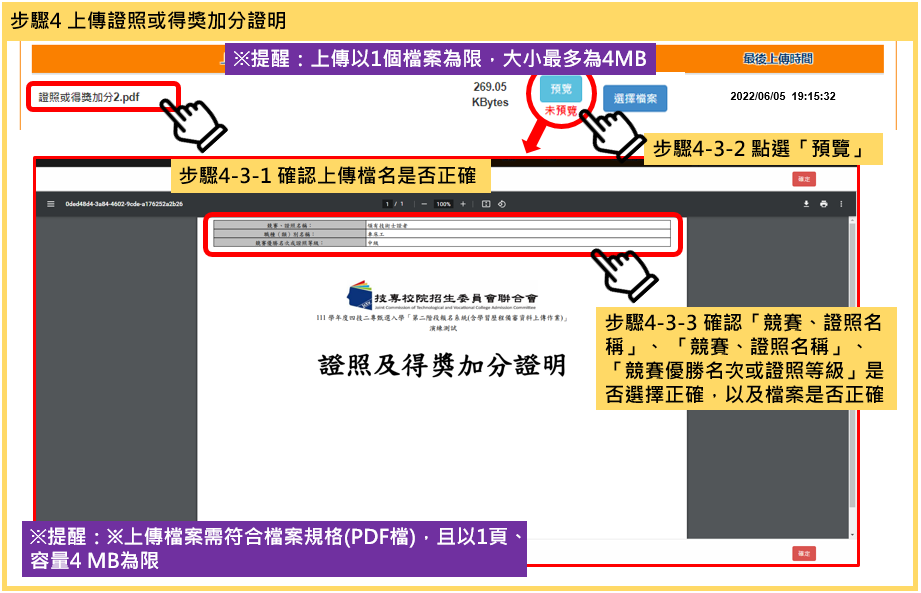 步驟4 上傳證照或得獎加分證明
※提醒：上傳以1個檔案為限，大小最多為4MB
最後上傳時間
證照或得獎加分2.pdf
269.05
KBytes
預覽
未預覽
選擇檔案
2022/06/05 19:15:32
步驟4-3-2 點選「預覽」
步驟4-3-1 確認上傳檔名是否正確
確定
0ded48d4-3a84-4602-9cde-a176252a2b26
1 / 1
100%
競賽、證照名稱： 領有技術士證者
職種（類）別名稱： 車床工
競賽優勝名次或證照等級： 甲級
技專校院招生委員會聯合會
Joint Commission of Technological and Vocational College Admission Committee
111 學年度四技二專甄選入學「第二階段報名系統(含學習歷程備審資料上傳作業)」
演練測試
證照及得獎加分證明
步驟4-3-3 確認「競賽、證照名
稱」、「競賽、證照名稱」、
「競賽優勝名次或證照等級」是
否選擇正確，以及檔案是否正確
※提醒：※上傳檔案需符合檔案規格(PDF檔)，且以1頁、
容量4 MB為限
確定